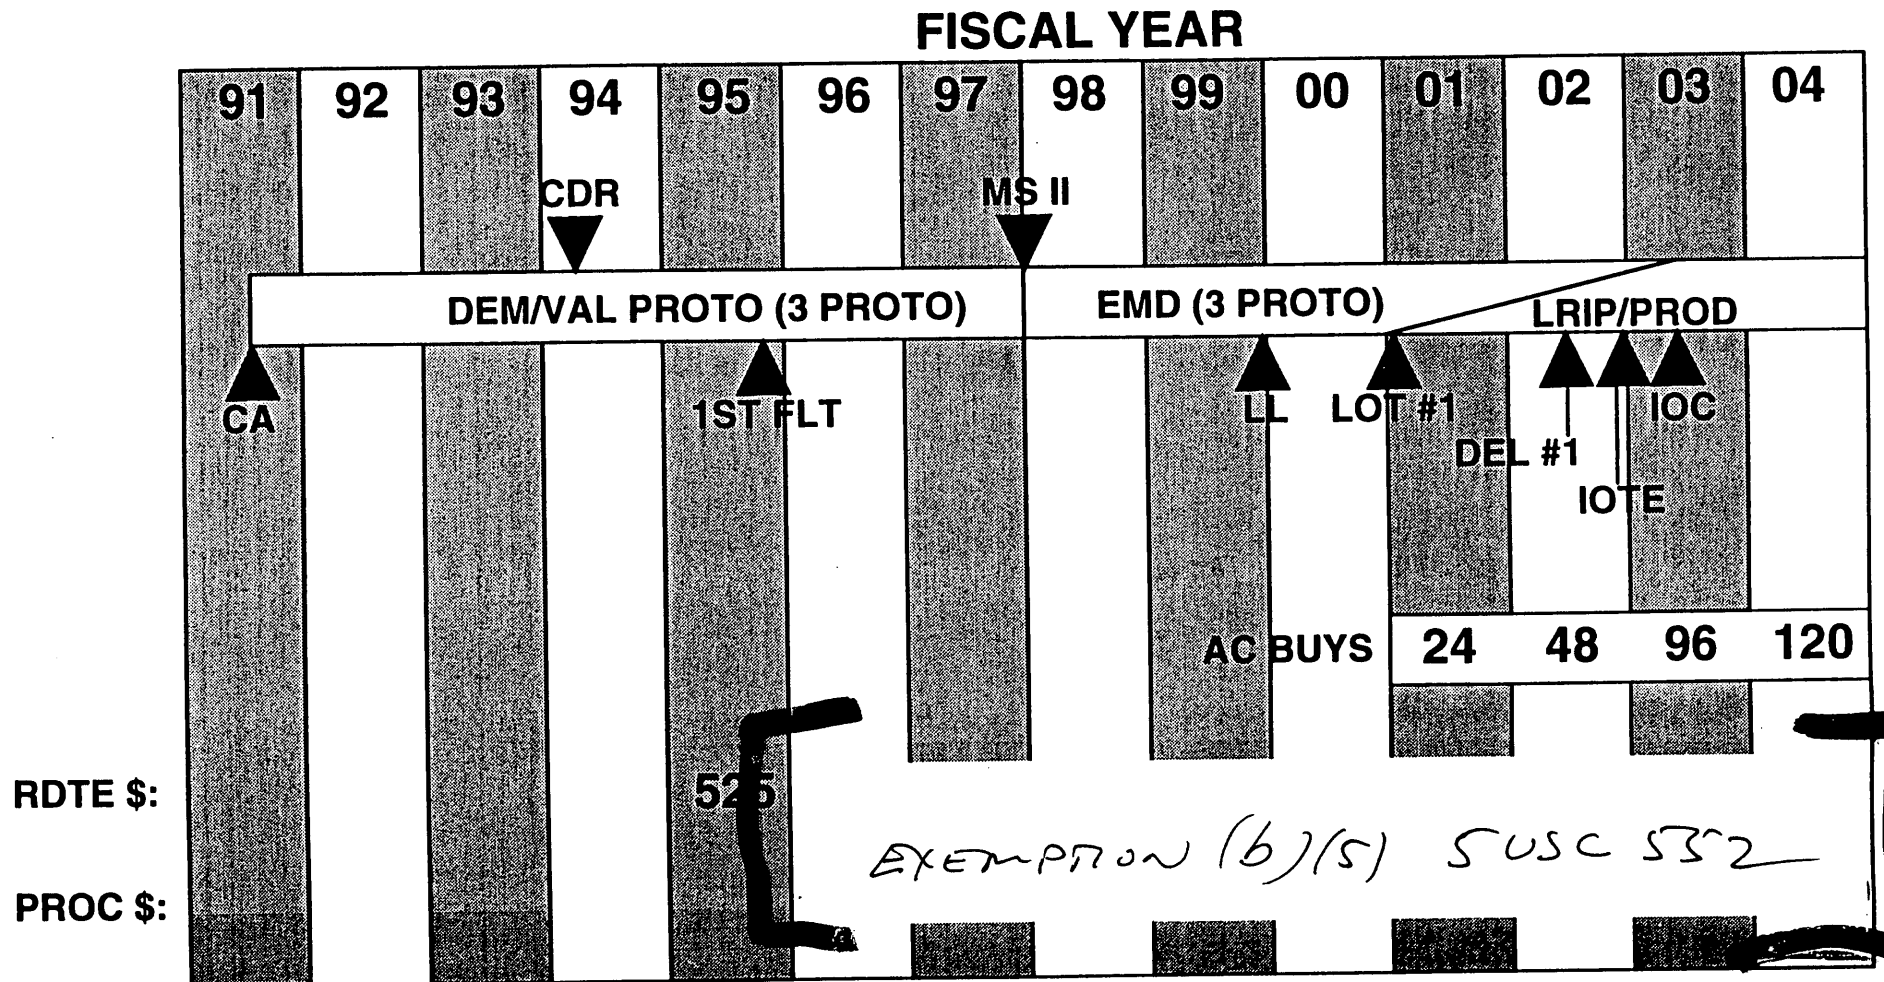 FISCAL YEAR
91 92 93 94 95 96 97 98 99 00 01 02 03 04
CDR MS II
DEM/VAL PROTO (3 PROTO) EMD (3 PROTO) LRIP/PROD
CA 1ST FLT LL LOT #1 IOC
DEL #1
IOTE
AC BUYS 24 48 96 120
RDTE $: 525
EXEMPTION (b)(5) 5 USC 552
PROC $: